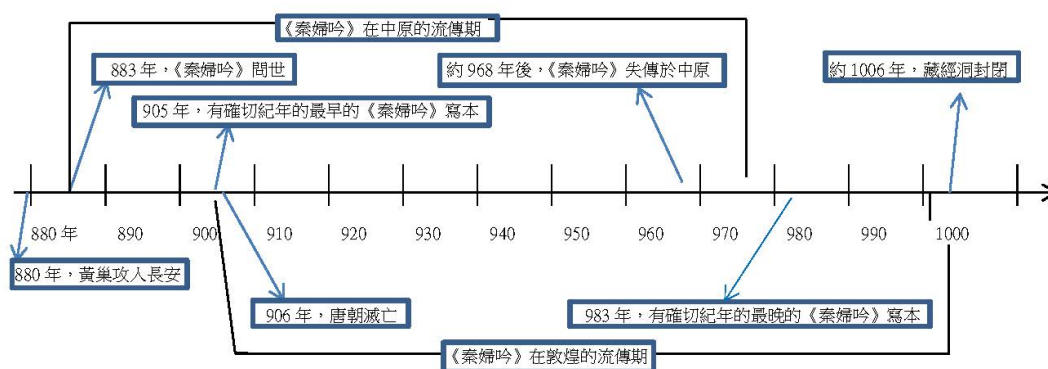 《秦婦吟》在中原的流傳期
883 年，《秦婦吟》問世
約 968 年後，《秦婦吟》失傳於中原
約 1006 年，藏經洞封閉
905 年，有確切紀年的最早的《秦婦吟》寫本
880 年 890 900 910 920 930 940 950 960 970 980 990 1000
880 年，黃巢攻入長安
906 年，唐朝滅亡
983 年，有確切紀年的最晚的《秦婦吟》寫本
《秦婦吟》在敦煌的流傳期